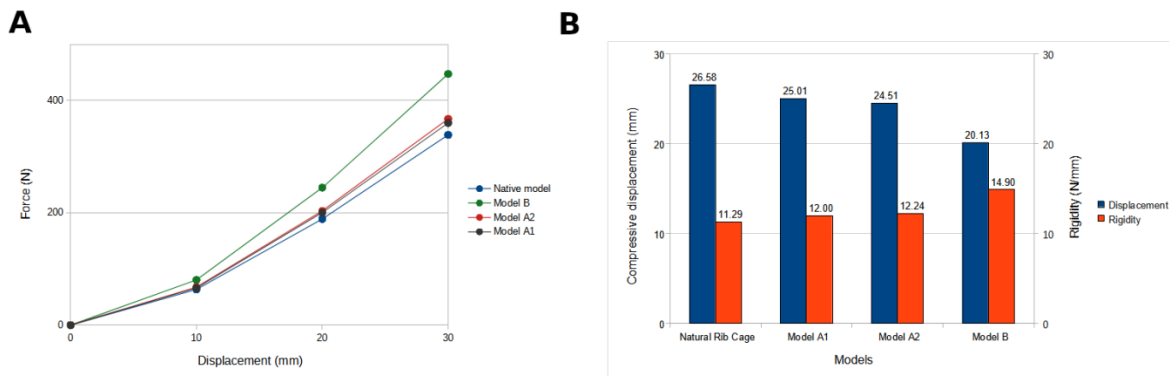 A
400
200
0
0
10
20
30
Force (N)
Displacement (mm)
Native model
Model B
Model A2
Model A1
B
30
20
10
0
Compressive displacement (mm)
26.58
11.29
25.01
12.00
24.51
12.24
20.13
14.90
Natural Rib Cage
Model A1
Model A2
Model B
Models
30
20
10
0
Rigidity (N/mm)
Displacement
Rigidity